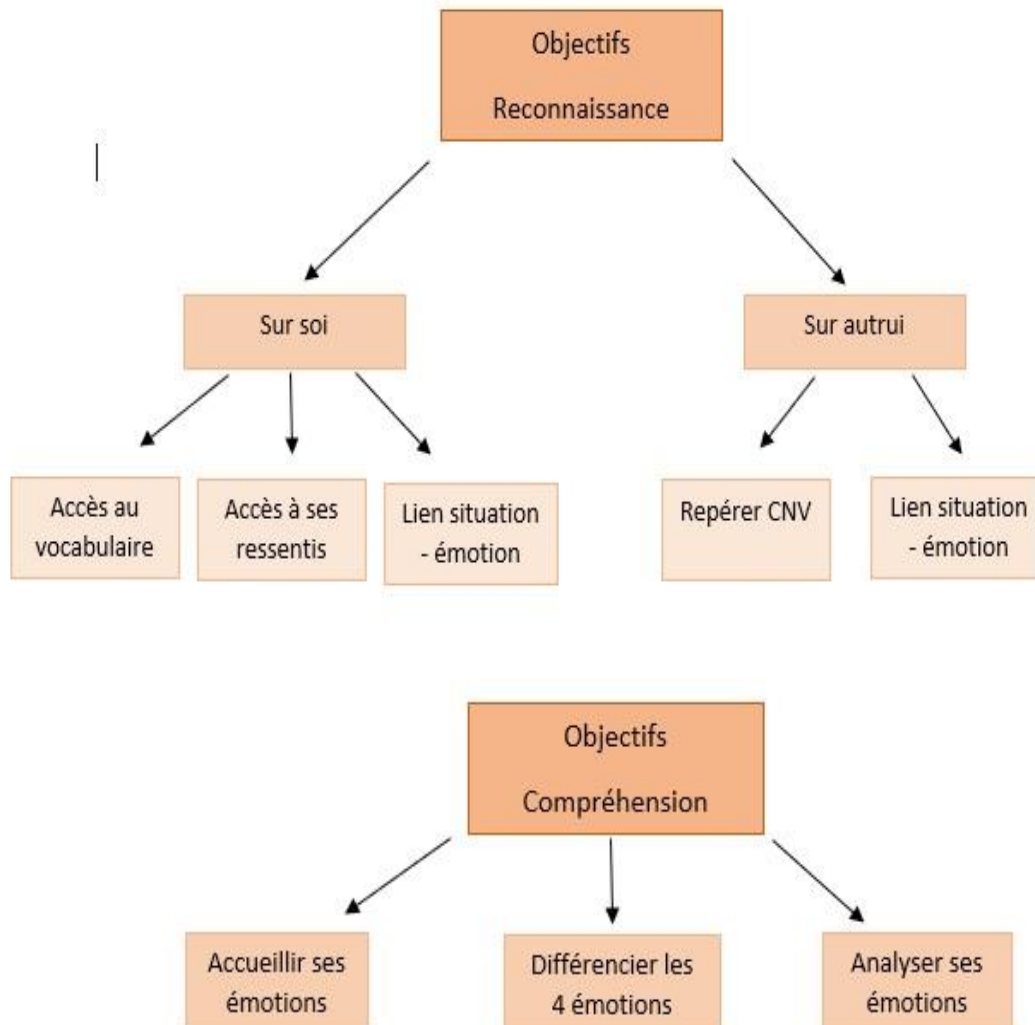 Objectifs
Reconnaissance
Sur soi
Sur autrui
Accès au
vocabulaire
Accès à ses
ressentis
Lien situation
- émotion
Repérer CNV
Lien situation
- émotion
Objectifs
Compréhension
Accueillir ses
émotions
Différencier les
4 émotions
Analyser ses
émotions